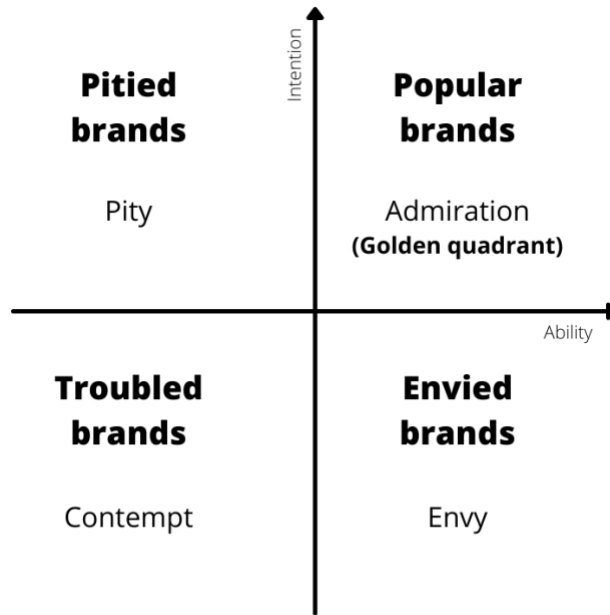 Intention
Pitied
brands
Pity
Popular
brands
Admiration
(Golden quadrant)
Ability
Troubled
brands
Contempt
Envied
brands
Envy